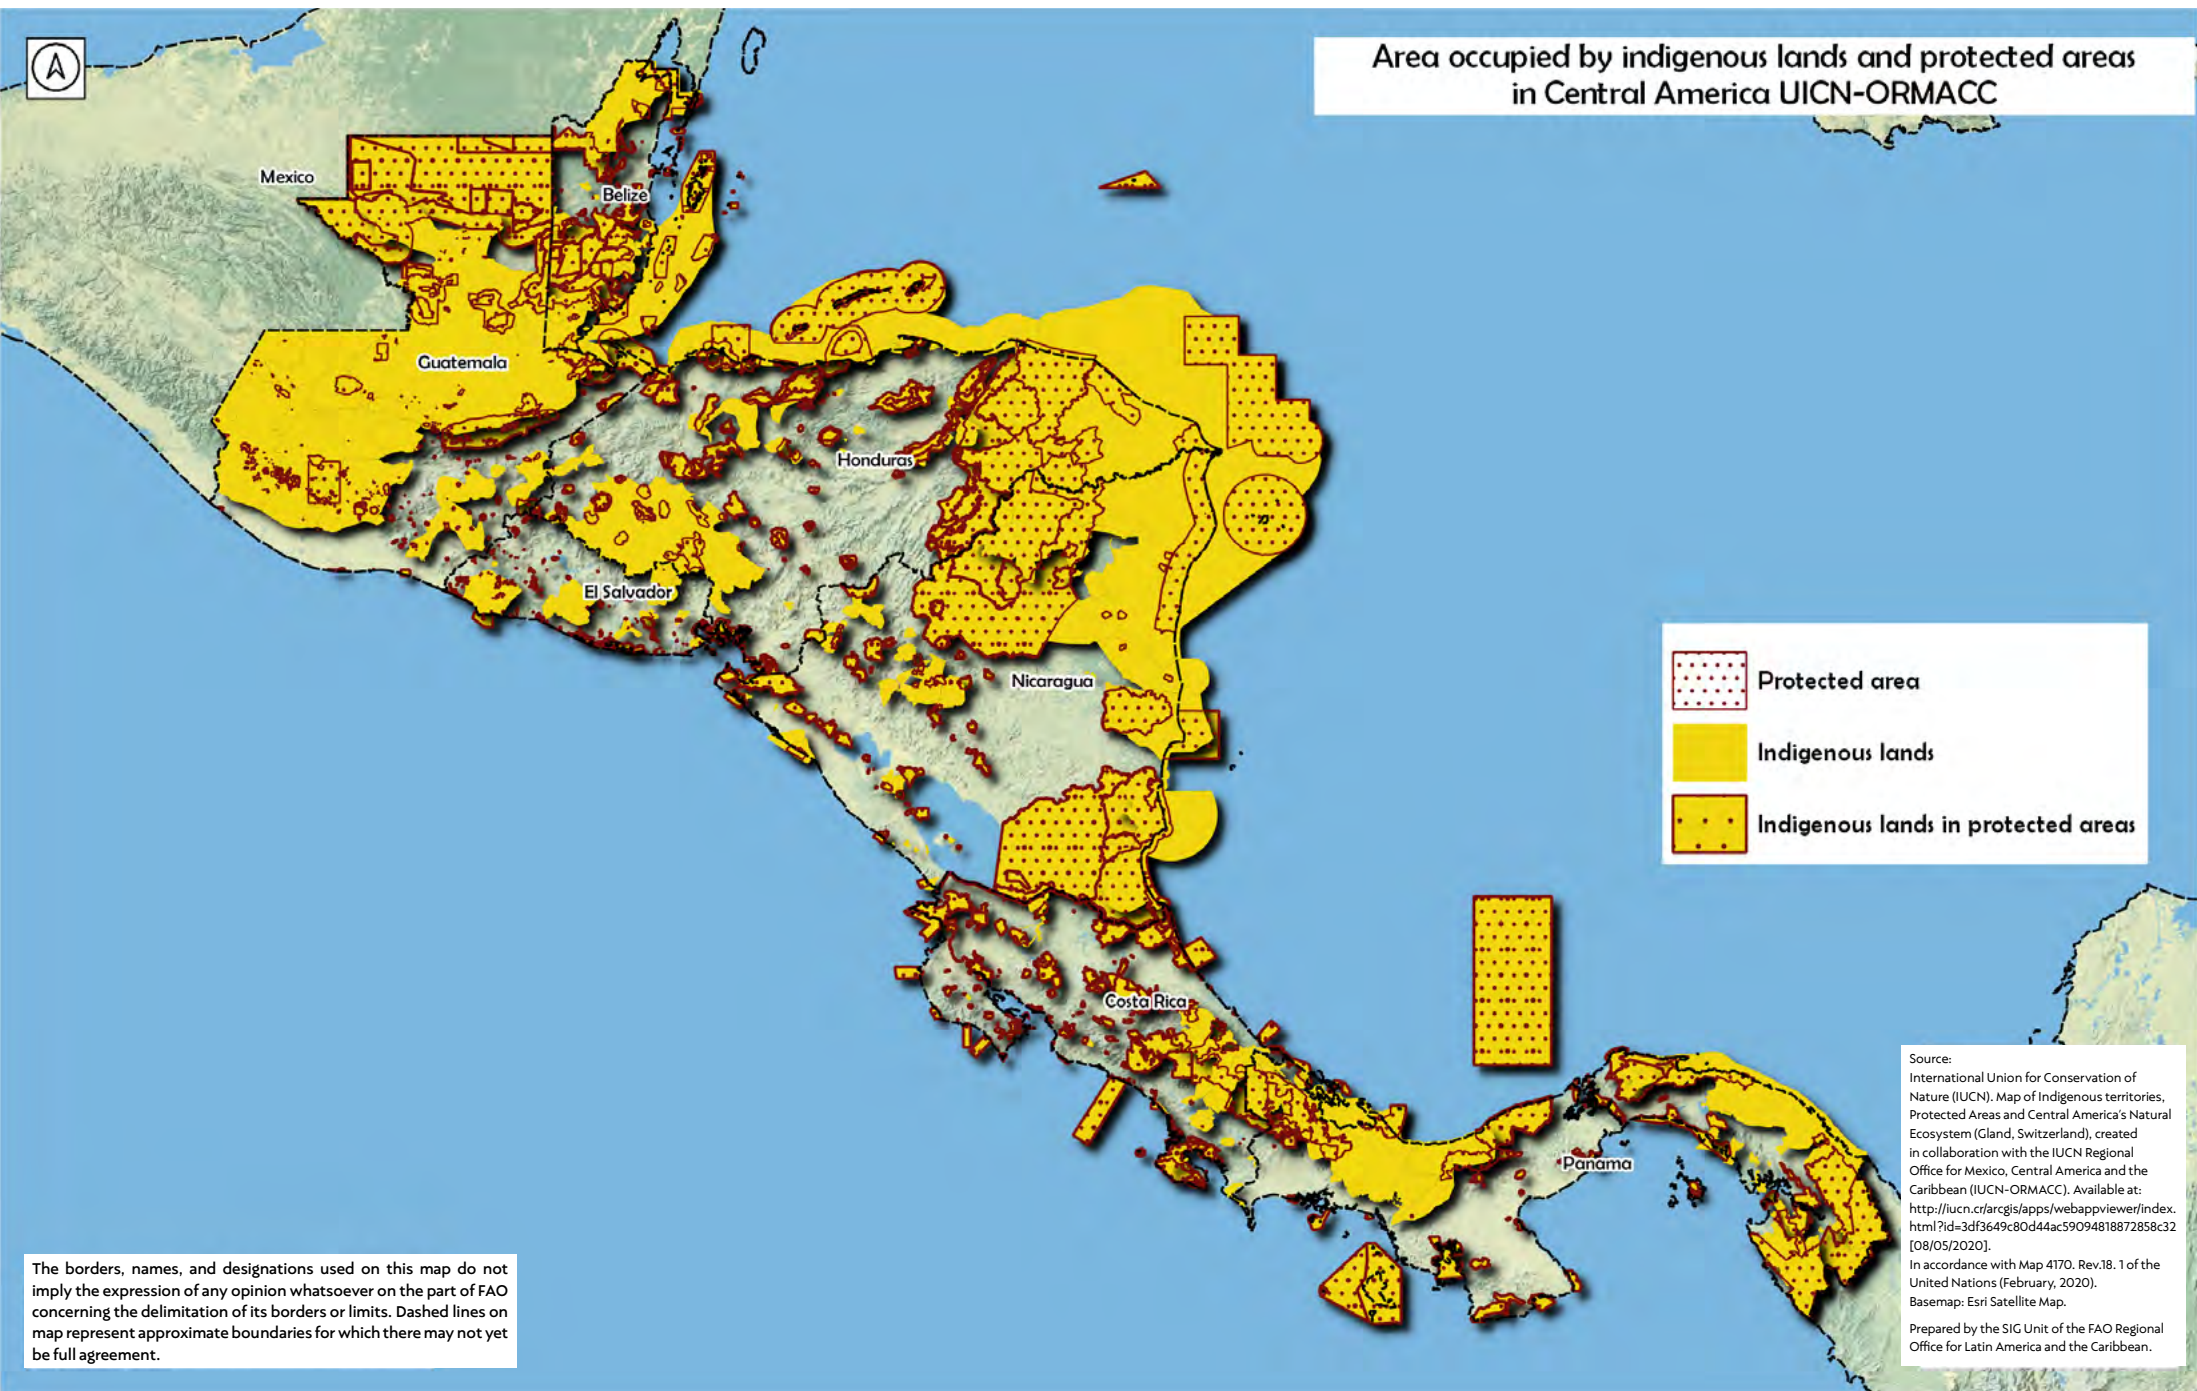 Area occupied by indigenous lands and protected areas
in Central America UICN-ORMACC
Mexico
Belize
Guatemala
Honduras
El Salvador
Nicaragua
Costa Rica
Panama
Protected area
Indigenous lands
Indigenous lands in protected areas
Source:
International Union for Conservation of
Nature (IUCN). Map of Indigenous territories,
Protected Areas and Central America's Natural
Ecosystem (Gland, Switzerland), created
in collaboration with the IUCN Regional
Office for Mexico, Central America and the
Caribbean (IUCN-ORMACC). Available at:
http://iucn.cr/arcgis/apps/webappviewer/index.
html?id=3df3649c80d44ac59094818872858c32
[08/05/2020].
In accordance with Map 4170. Rev.18. 1 of the
United Nations (February, 2020).
Basemap: Esri Satellite Map.
Prepared by the SIG Unit of the FAO Regional
Office for Latin America and the Caribbean.
The borders, names, and designations used on this map do not
imply the expression of any opinion whatsoever on the part of FAO
concerning the delimitation of its borders or limits. Dashed lines on
map represent approximate boundaries for which there may not yet
be full agreement.